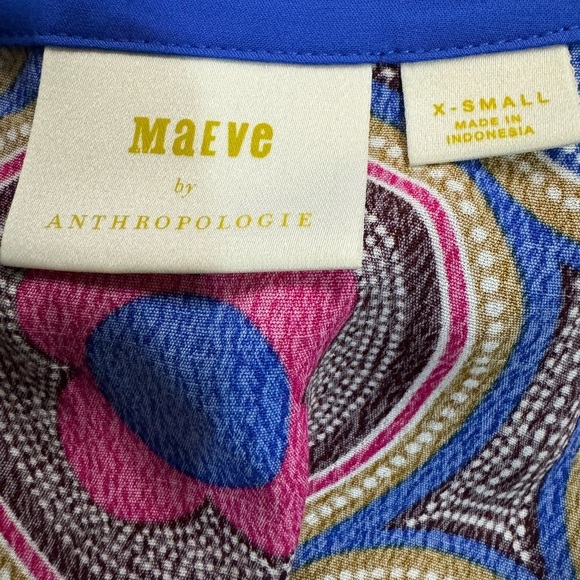 MaEVe
by
ANTHROPOLOGIE
X-SMALL
MADE IN
INDONESIA